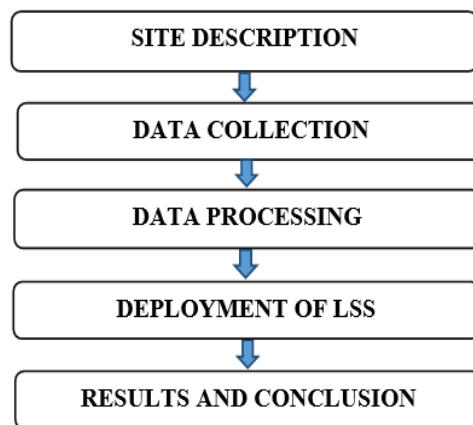 SITE DESCRIPTION
DATA COLLECTION
DATA PROCESSING
DEPLOYMENT OF LSS
RESULTS AND CONCLUSION